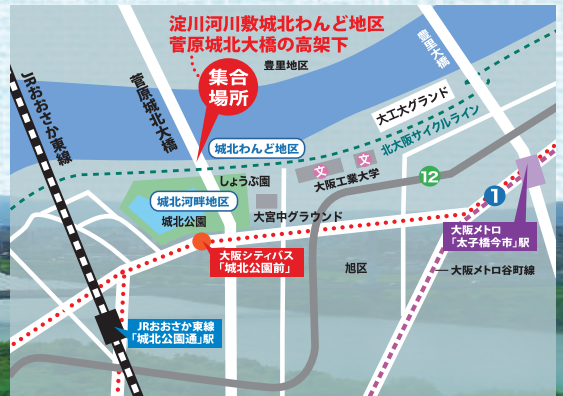 淀川河川敷城北わんど地区
菅原城北大橋の高架下
豊里地区
集合
場所
豊里大橋
JRおおさか東線
菅原城北大橋
大工大グランド
北大阪サイクルライン
城北わんど地区
文
文
大阪工業大学
12
しょうぶ園
城北河畔地区
城北公園
大宮中グラウンド
1
大阪メトロ
「太子橋今市」駅
大阪シティバス
「城北公園前」
旭区
大阪メトロ谷町線
JRおおさか東線
「城北公園通」駅